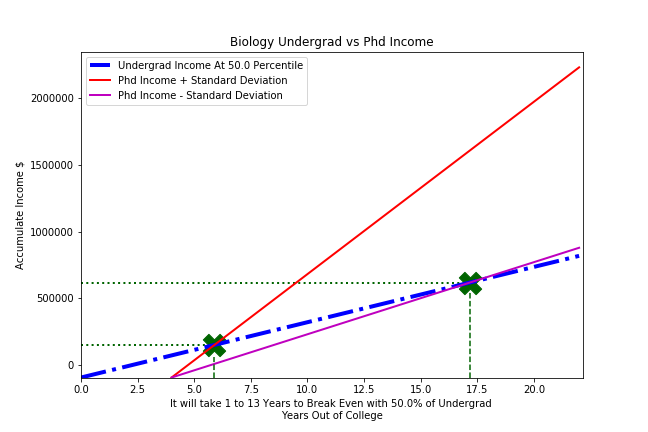 Biology Undergrad vs Phd Income
Undergrad Income At 50.0 Percentile
Phd Income + Standard Deviation
Phd Income - Standard Deviation
Accumulate Income $
2000000
1500000
1000000
500000
0
0.0 2.5 5.0 7.5 10.0 12.5 15.0 17.5 20.0
It will take 1 to 13 Years to Break Even with 50.0% of Undergrad
Years Out of College